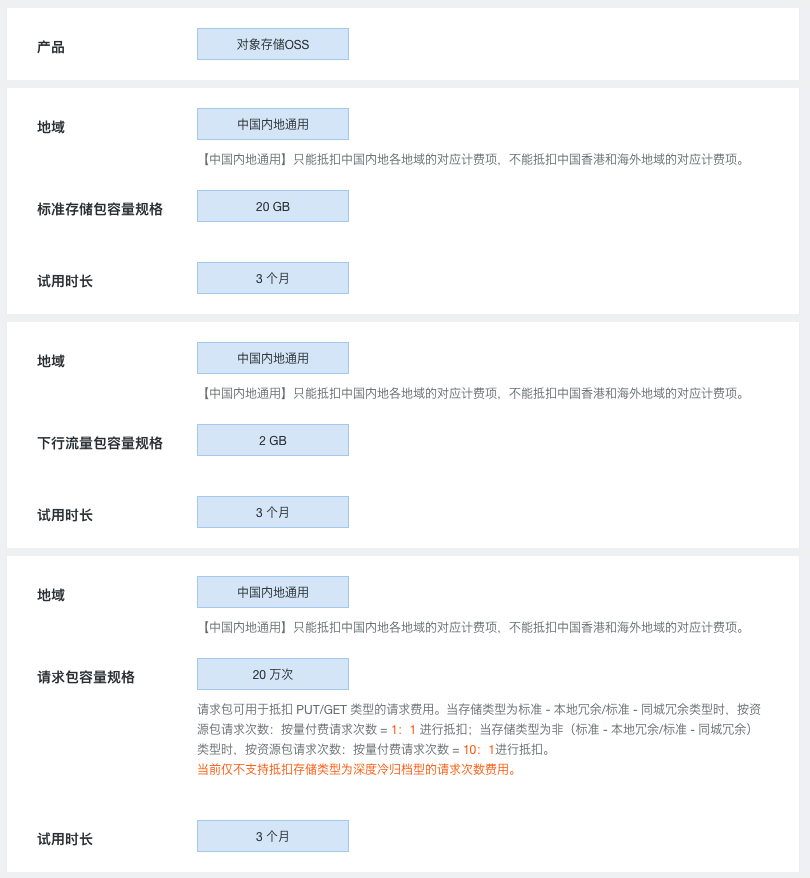 产品
对象存储OSS
地域
中国内地通用
【中国内地通用】只能抵扣中国内地各地域的对应计费项，不能抵扣中国香港和海外地域的对应计费项。
标准存储包容量规格
20 GB
试用时长
3 个月
地域
中国内地通用
【中国内地通用】只能抵扣中国内地各地域的对应计费项，不能抵扣中国香港和海外地域的对应计费项。
下行流量包容量规格
2 GB
试用时长
3 个月
地域
中国内地通用
【中国内地通用】只能抵扣中国内地各地域的对应计费项，不能抵扣中国香港和海外地域的对应计费项。
请求包容量规格
20 万次
请求包可用于抵扣 PUT/GET 类型的请求费用。当存储类型为标准 - 本地冗余/标准 - 同城冗余类型时，按资
源包请求次数：按量付费请求次数 = 1：1 进行抵扣；当存储类型为非（标准 - 本地冗余/标准 - 同城冗余）
类型时，按资源包请求次数：按量付费请求次数 = 10：1进行抵扣。
当前仅不支持抵扣存储类型为深度冷归档型的请求次数费用。
试用时长
3 个月